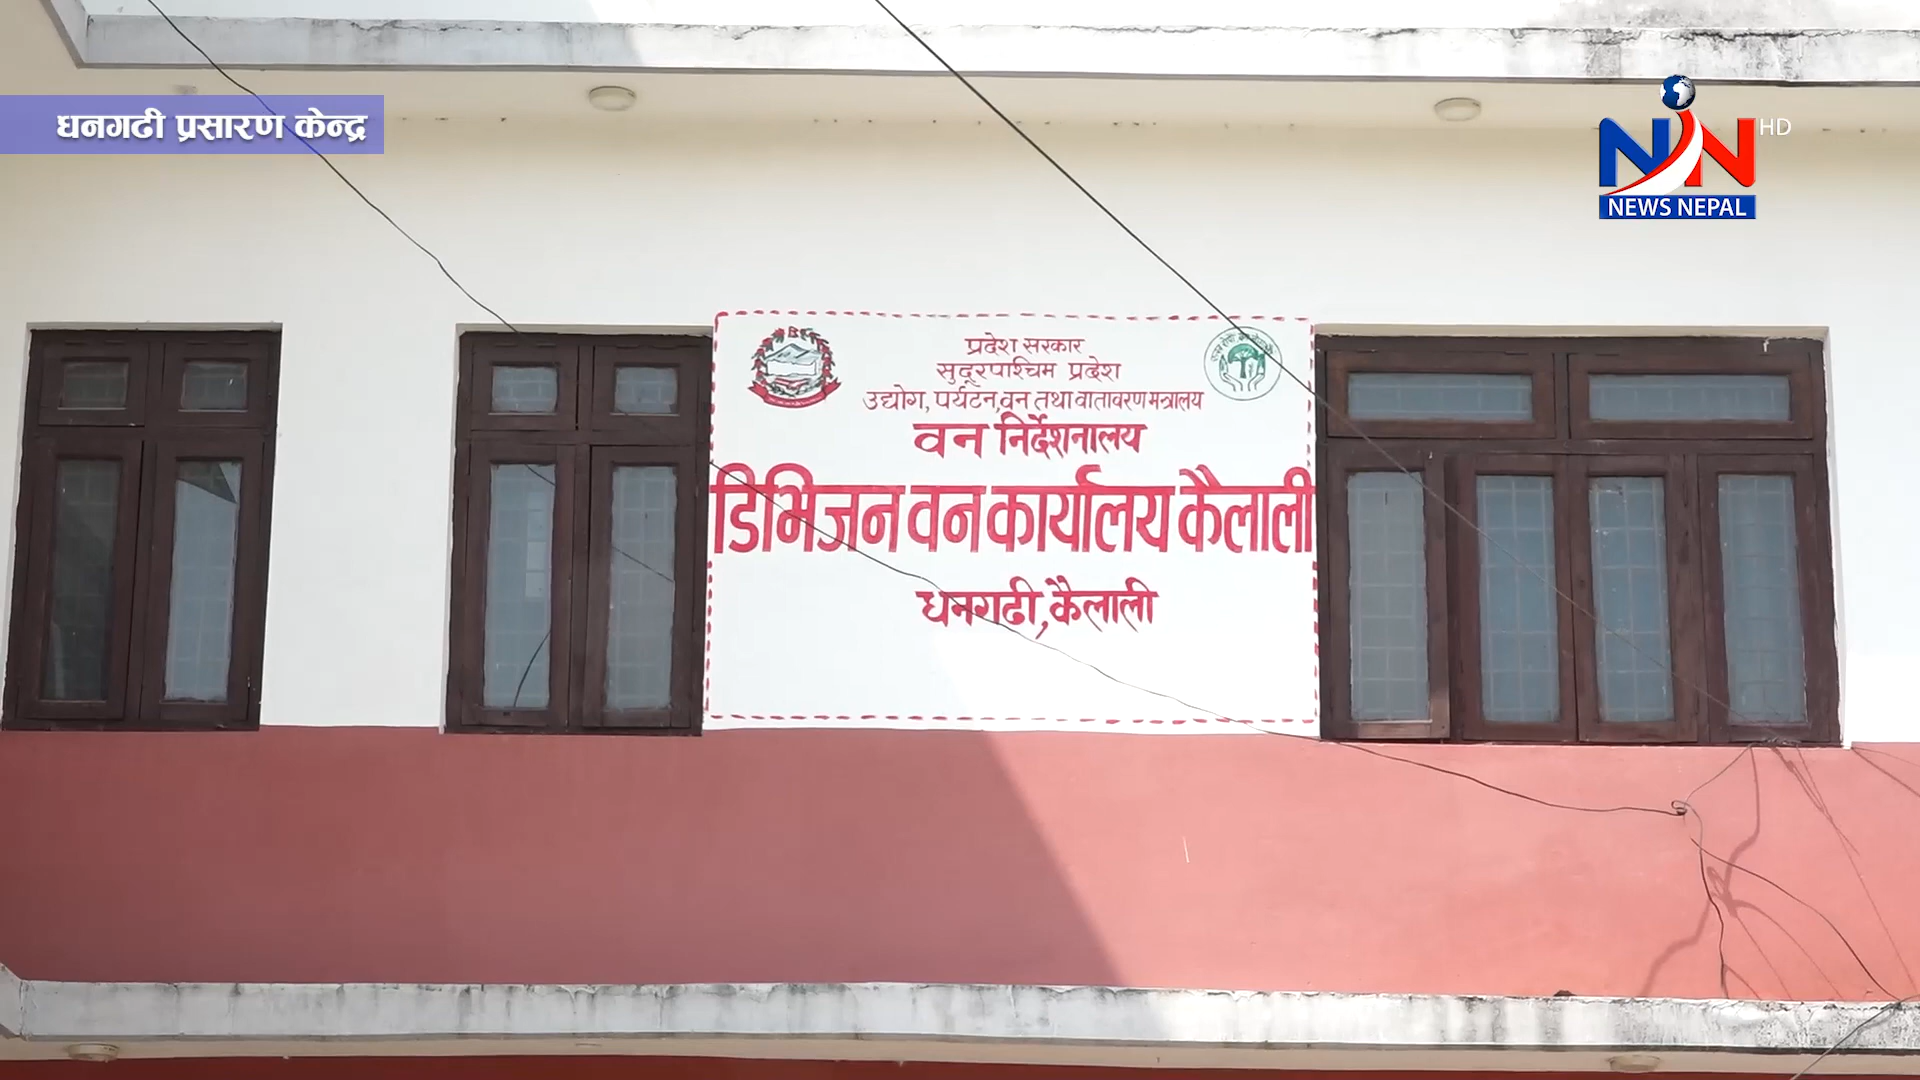 धनगढी प्रसारण केन्द्र
NN HD
NEWS NEPAL
प्रदेश सरकार
सुदूरपश्चिम प्रदेश
उद्योग, पर्यटन, वन तथा वातावरण मन्त्रालय
वन निर्देशनालय
डिभिजन वन कार्यालय कैलाली
धनगढी, कैलाली